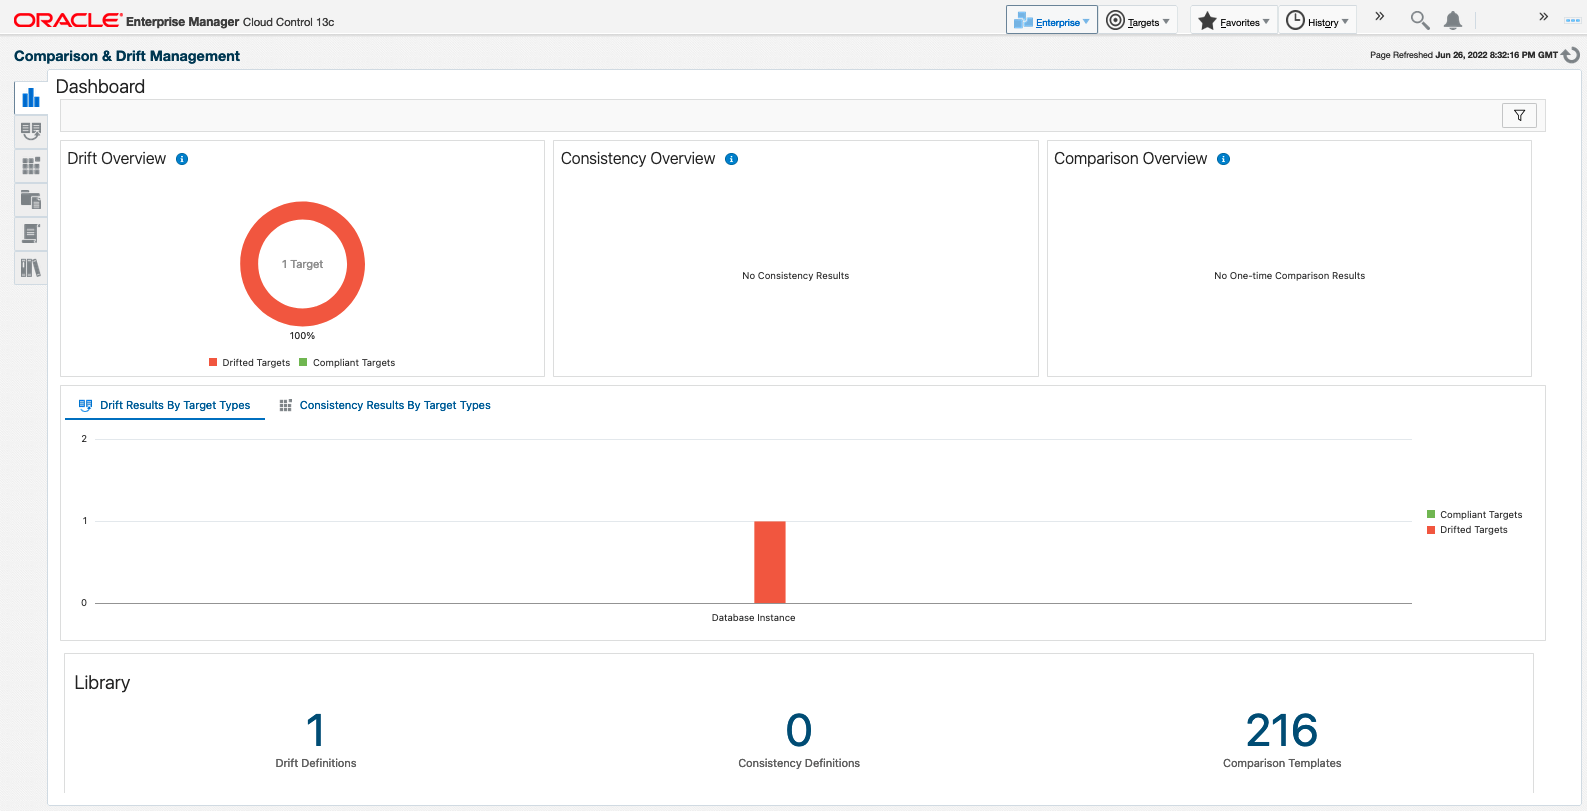 ORACLE Enterprise Manager Cloud Control 13c
Enterprise
Targets
Favorites
History
»
»
Comparison & Drift Management
Page Refreshed Jun 26, 2022 8:32:16 PM GMT
Dashboard
Drift Overview
Consistency Overview
Comparison Overview
1 Target
100%
Drifted Targets
Compliant Targets
No Consistency Results
No One-time Comparison Results
Drift Results By Target Types
Consistency Results By Target Types
2
1
0
Database Instance
Compliant Targets
Drifted Targets
Library
1
Drift Definitions
0
Consistency Definitions
216
Comparison Templates